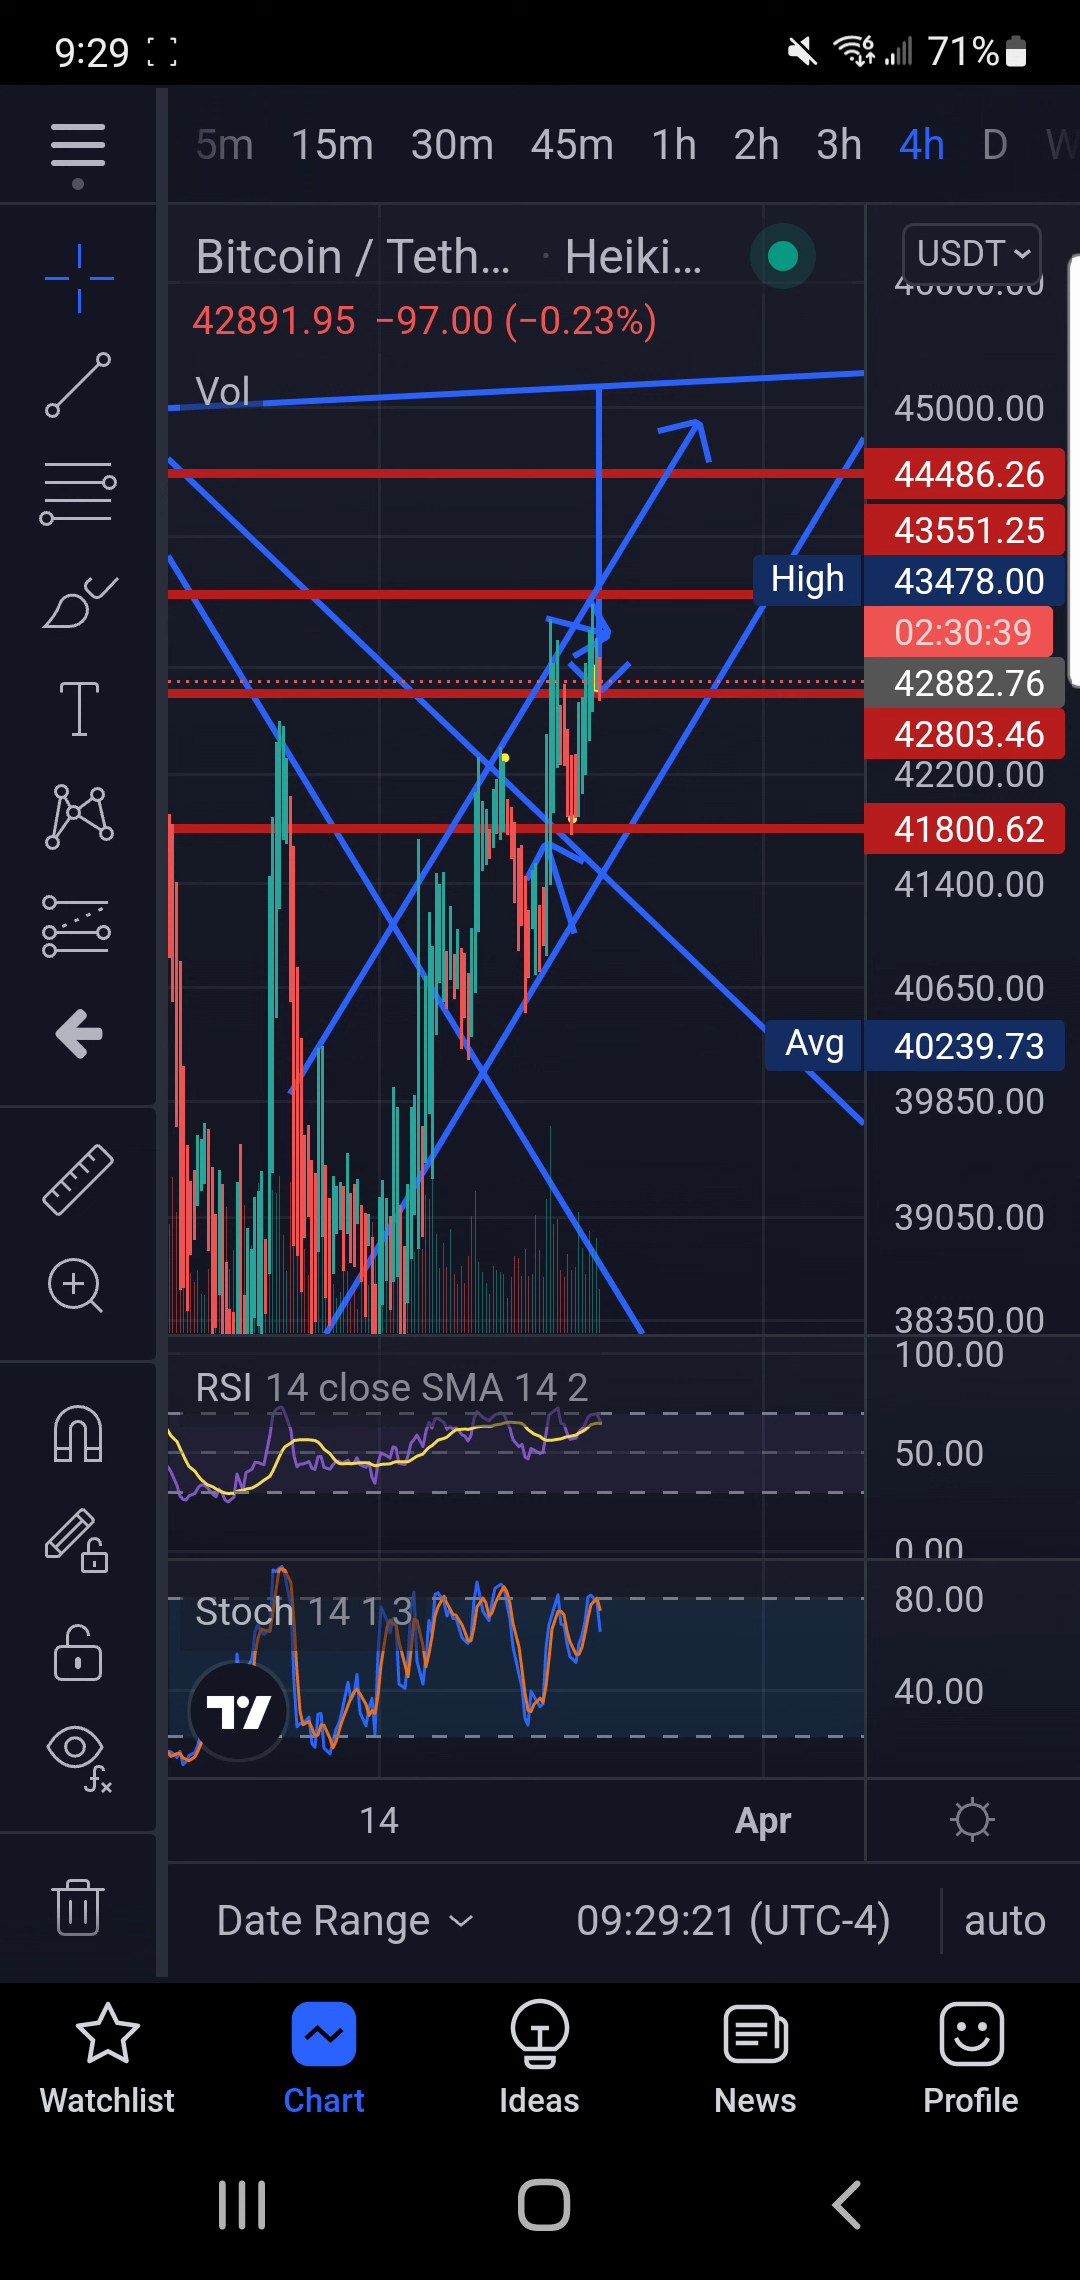 9:29 71%
5m 15m 30m 45m 1h 2h 3h 4h D W
Bitcoin / Teth... · Heiki...
USDT
42891.95 −97.00 (−0.23%)
Vol
45000.00
44486.26
43551.25
High 43478.00
02:30:39
42882.76
42803.46
42200.00
41800.62
41400.00
40650.00
Avg 40239.73
39850.00
39050.00
38350.00
100.00
RSI 14 close SMA 14 2
50.00
0.00
Stoch 14 1 3
80.00
40.00
14 Apr
Date Range 09:29:21 (UTC-4) auto
Watchlist Chart Ideas News Profile